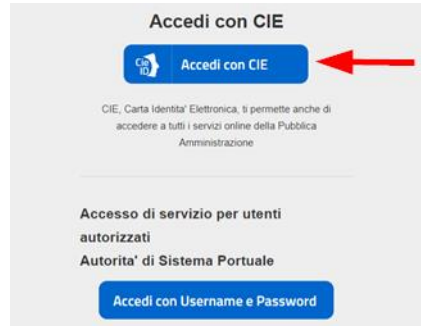 Accedi con CIE
Cie
ID
Accedi con CIE
CIE, Carta Identita' Elettronica, ti permette anche di
accedere a tutti i servizi online della Pubblica
Amministrazione
Accesso di servizio per utenti
autorizzati
Autorita' di Sistema Portuale
Accedi con Username e Password